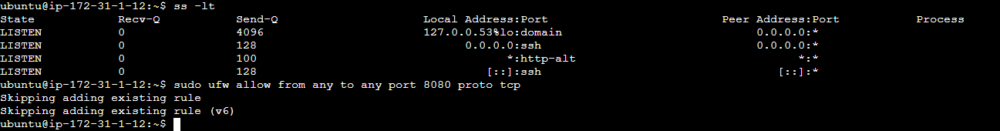 ubuntu@ip-172-31-1-12:~$ ss -lt
State Recv-Q Send-Q Local Address:Port Peer Address:Port Process
LISTEN 0 4096 127.0.0.53%lo:domain 0.0.0.0:*
LISTEN 0 128 0.0.0.0:ssh 0.0.0.0:*
LISTEN 0 100 *:http-alt *:*
LISTEN 0 128 [::]:ssh [::]:*
ubuntu@ip-172-31-1-12:~$ sudo ufw allow from any to any port 8080 proto tcp
Skipping adding existing rule
Skipping adding existing rule (v6)
ubuntu@ip-172-31-1-12:~$